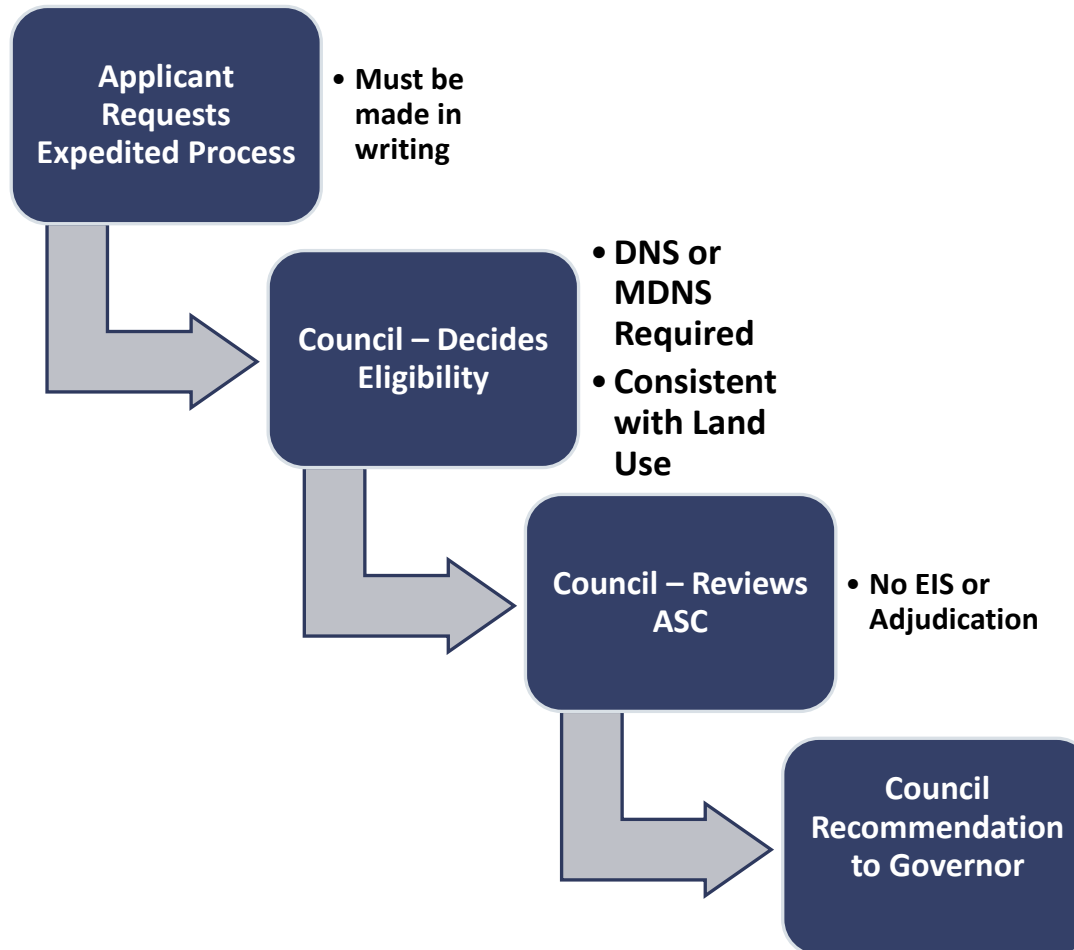 Applicant
Requests
Expedited Process
• Must be
made in
writing
Council – Decides
Eligibility
• DNS or
MDNS
Required
• Consistent
with Land
Use
Council – Reviews
ASC
• No EIS or
Adjudication
Council
Recommendation
to Governor